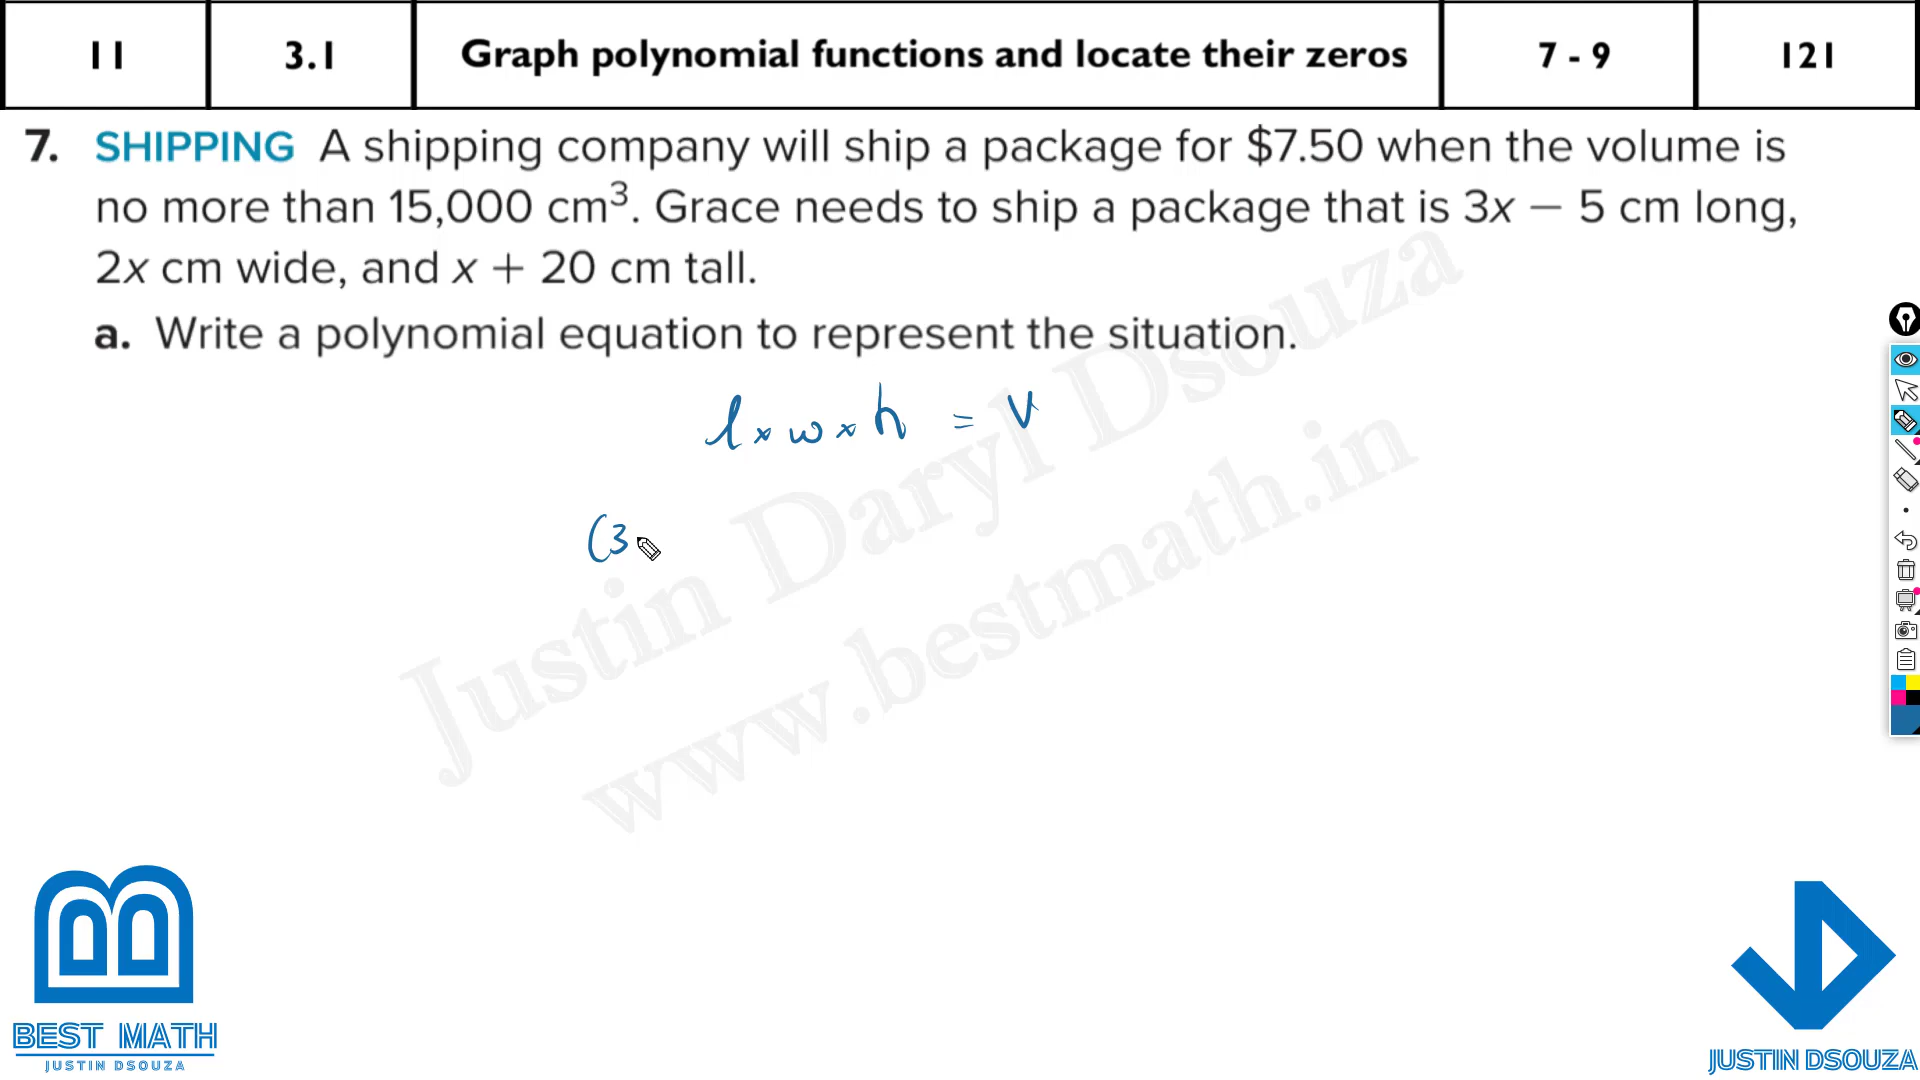 11 3.1 Graph polynomial functions and locate their zeros 7 - 9 121
7. SHIPPING A shipping company will ship a package for $7.50 when the volume is
no more than 15,000 cm³. Grace needs to ship a package that is 3x − 5 cm long,
2x cm wide, and x + 20 cm tall.
a. Write a polynomial equation to represent the situation.
l × w × h = V
(3
Justin Daryl Dsouza
www.bestmath.in
BEST MATH
JUSTIN DSOUZA
JUSTIN DSOUZA